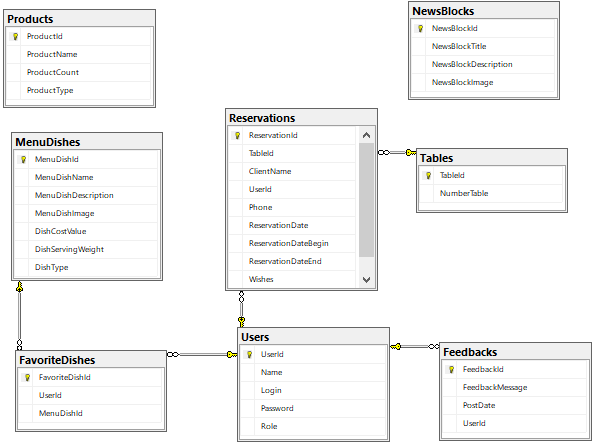 Products
ProductId
ProductName
ProductCount
ProductType
NewsBlocks
NewsBlockId
NewsBlockTitle
NewsBlockDescription
NewsBlockImage
MenuDishes
MenuDishId
MenuDishName
MenuDishDescription
MenuDishImage
DishCostValue
DishServingWeight
DishType
Reservations
ReservationId
TableId
ClientName
UserId
Phone
ReservationDate
ReservationDateBegin
ReservationDateEnd
Wishes
Tables
TableId
NumberTable
FavoriteDishes
FavoriteDishId
UserId
MenuDishId
Users
UserId
Name
Login
Password
Role
Feedbacks
FeedbackId
FeedbackMessage
PostDate
UserId